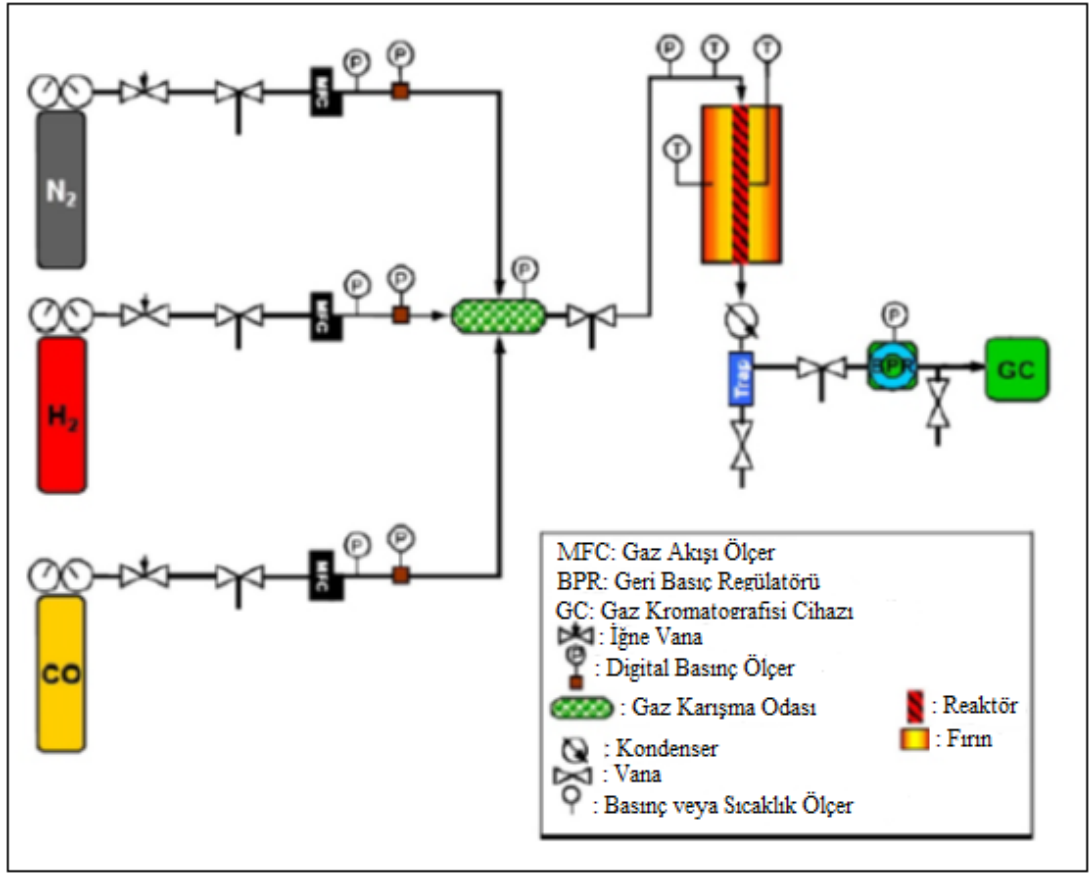 P
P
MFC
N2
P
T
T
T
P
P
P
MFC
H2
P
Trap
BPR
GC
P
P
MFC
CO
MFC: Gaz Akışı Ölçer
BPR: Geri Basıç Regülatörü
GC: Gaz Kromatografisi Cihazı
: İğne Vana
P
: Digital Basınç Ölçer
: Gaz Karışma Odası
: Reaktör
: Kondenser
: Fırın
: Vana
: Basınç veya Sıcaklık Ölçer